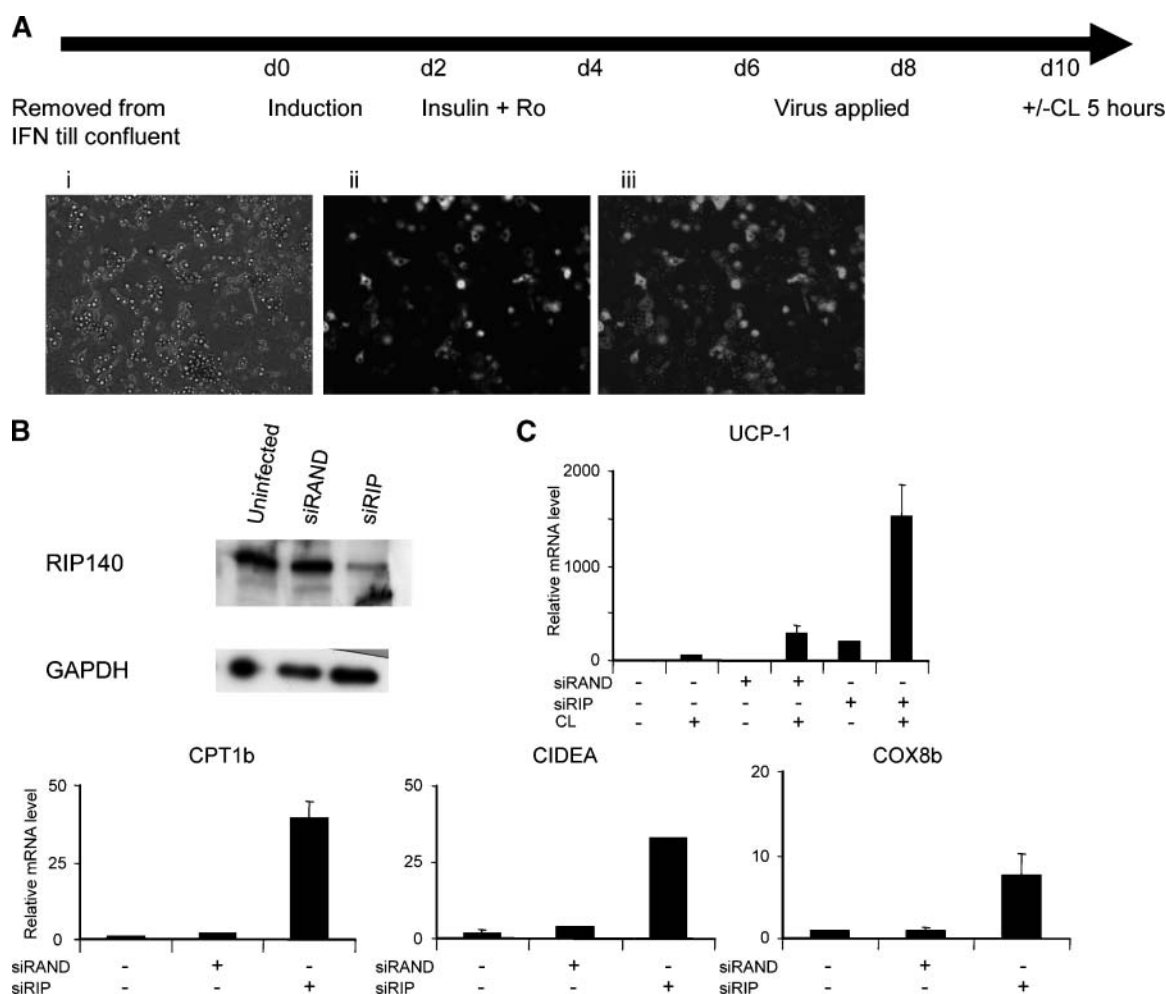 A
d0 d2 d4 d6 d8 d10
Removed from Induction Insulin + Ro Virus applied +/-CL 5 hours
IFN till confluent
i ii iii
B
Uninfected siRAND siRIP
RIP140
GAPDH
C
UCP-1
Relative mRNA level
2000
1000
0
siRAND - - + + - -
siRIP - - - - + +
CL - + - + - +
CPT1b
Relative mRNA level
50
25
0
siRAND - + -
siRIP - - +
CIDEA
50
25
0
siRAND - + -
siRIP - - +
COX8b
20
10
0
siRAND - + -
siRIP - - +